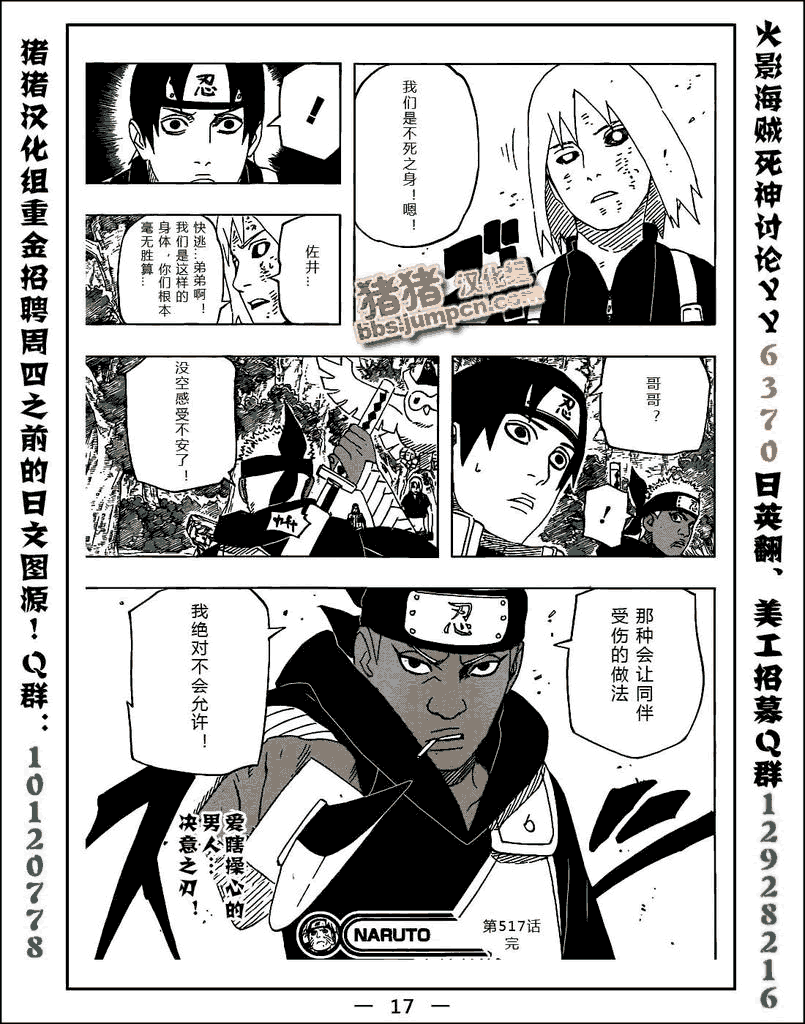 火影海贼死神讨论YY6370日英翻、美工招募Q群12928216
我们是不死之身！嗯！
！
忍
佐井…
快逃…弟弟啊！
我们是这样的
身体，你们根本
毫无胜算…
猪猪汉化组
bbs.jumpcn.com
哥哥？
忍
！
没空感受不安了！
那种会让同伴
受伤的做法
我绝对不会允许！
忍
6
爱瞎操心的
男人…
决意之刃！
NARUTO
第517话
完
猪猪汉化组重金招聘周四之前的日文图源！Q群：10120778
— 17 —